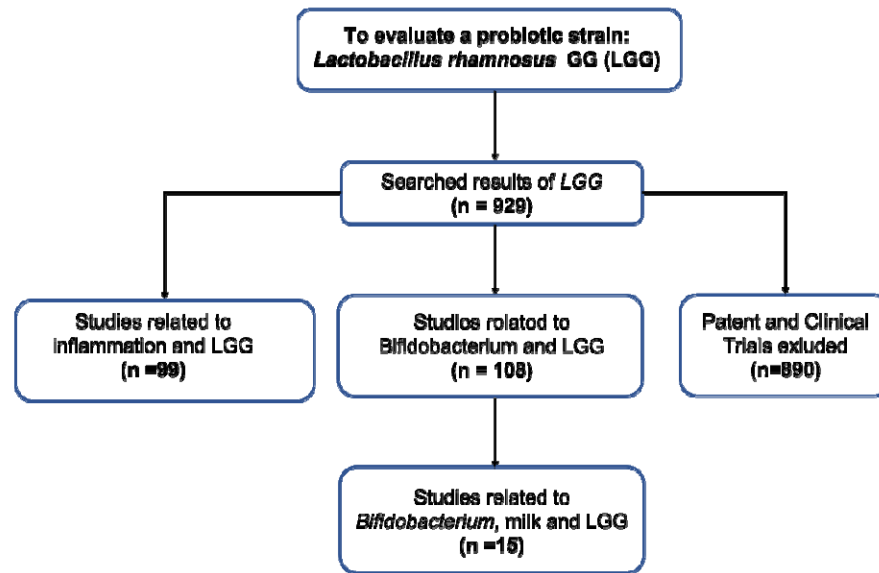 To evaluate a probiotic strain:
Lactobacillus rhamnosus GG (LGG)
Searched results of LGG
(n = 929)
Studies related to
inflammation and LGG
(n =99)
Studies related to
Bifidobacterium and LGG
(n = 108)
Patent and Clinical
Trials exluded
(n=890)
Studies related to
Bifidobacterium, milk and LGG
(n =15)